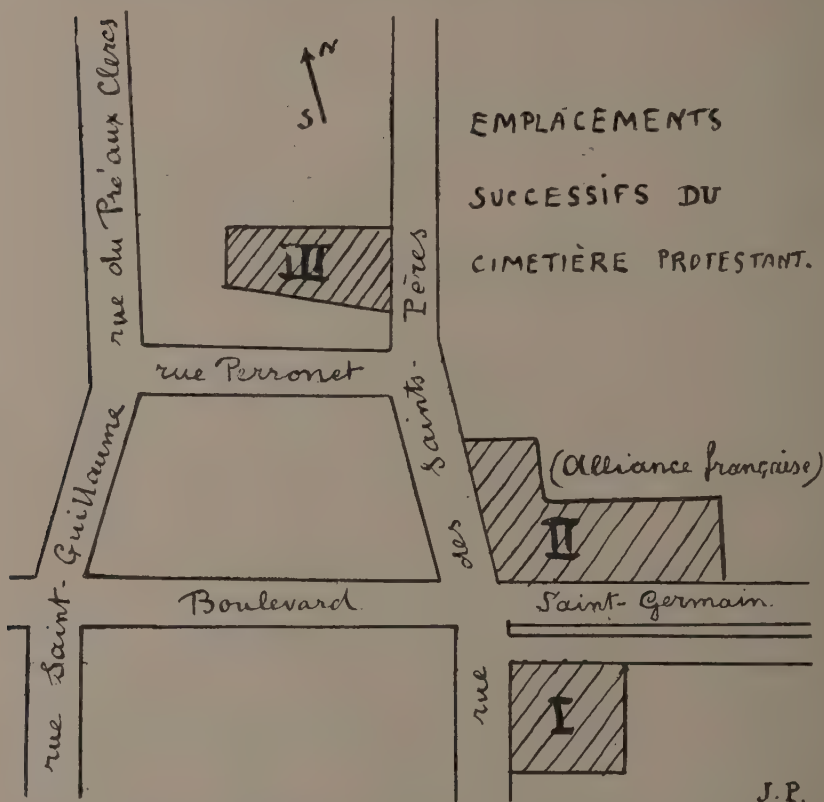 N
S
EMPLACEMENTS
SUCCESSIFS DU
CIMETIÈRE PROTESTANT.
rue du Pré aux Clercs
III
rue Perronet
rue des Saints-Pères
(Alliance française)
II
rue Saint-Guillaume
Boulevard Saint-Germain.
I
J.P.